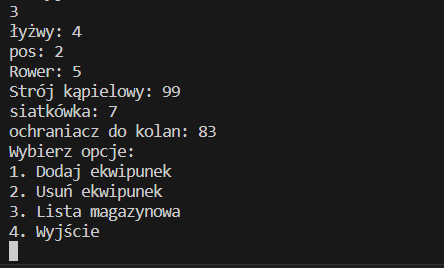 3
łyżwy: 4
pos: 2
Rower: 5
Strój kąpielowy: 99
siatkówka: 7
ochraniacz do kolan: 83
Wybierz opcje:
1. Dodaj ekwipunek
2. Usuń ekwipunek
3. Lista magazynowa
4. Wyjście